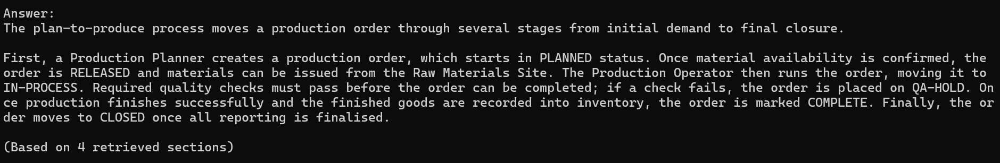 Answer:
The plan-to-produce process moves a production order through several stages from initial demand to final closure.
First, a Production Planner creates a production order, which starts in PLANNED status. Once material availability is confirmed, the
order is RELEASED and materials can be issued from the Raw Materials Site. The Production Operator then runs the order, moving it to
IN-PROCESS. Required quality checks must pass before the order can be completed; if a check fails, the order is placed on QA-HOLD. On
ce production finishes successfully and the finished goods are recorded into inventory, the order is marked COMPLETE. Finally, the or
der moves to CLOSED once all reporting is finalised.
(Based on 4 retrieved sections)